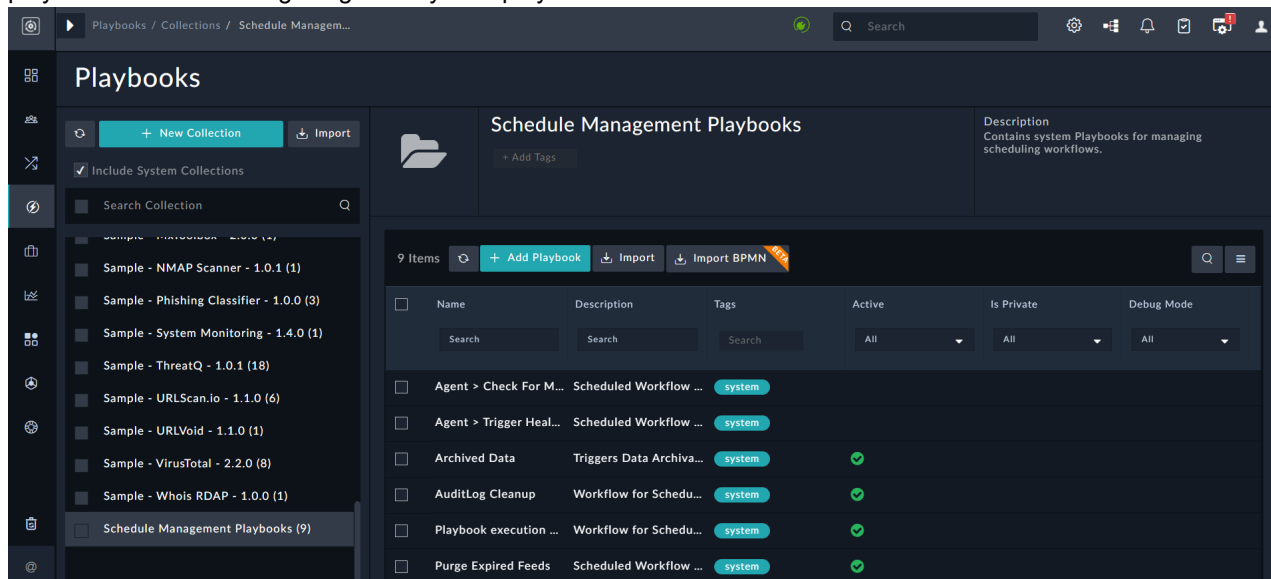 Playbooks / Collections / Schedule Managem...
Search
Playbooks
+ New Collection
Import
Include System Collections
Search Collection
Sample - NMAP Scanner - 1.0.1 (1)
Sample - Phishing Classifier - 1.0.0 (3)
Sample - System Monitoring - 1.4.0 (1)
Sample - ThreatQ - 1.0.1 (18)
Sample - URLScan.io - 1.1.0 (6)
Sample - URLVoid - 1.1.0 (1)
Sample - VirusTotal - 2.2.0 (8)
Sample - Whois RDAP - 1.0.0 (1)
Schedule Management Playbooks (9)
@
Schedule Management Playbooks
+ Add Tags
Description
Contains system Playbooks for managing
scheduling workflows.
9 Items + Add Playbook Import Import BPMN BETA
Name Description Tags Active Is Private Debug Mode
Search Search Search All All All
Agent > Check For M... Scheduled Workflow ... system
Agent > Trigger Heal... Scheduled Workflow ... system
Archived Data Triggers Data Archiva... system
AuditLog Cleanup Workflow for Schedu... system
Playbook execution ... Workflow for Schedu... system
Purge Expired Feeds Scheduled Workflow ... system